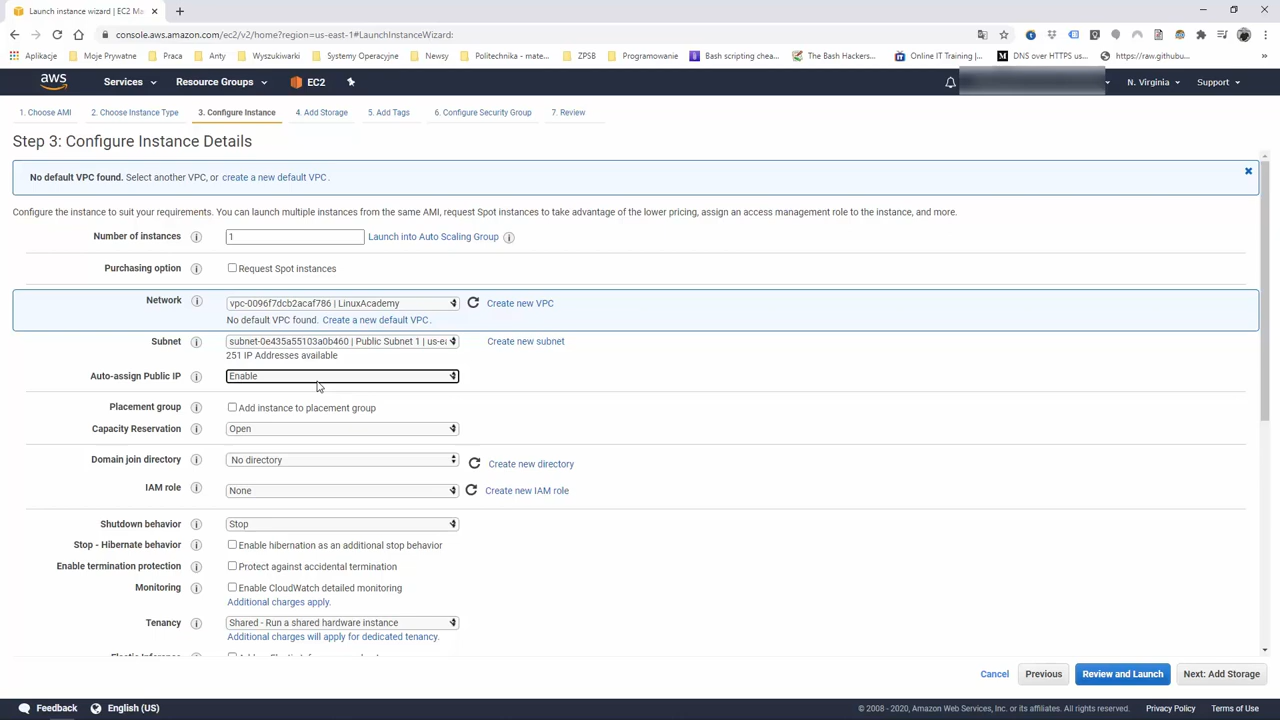 Launch instance wizard | EC2 Ma
console.aws.amazon.com/ec2/v2/home?region=us-east-1#LaunchInstanceWizard:
Aplikacje
Moje Prywatne
IT
Anty
Wyszukiwarki
Systemy Operacyjne
Newsy
Politechnika - mate...
ZPSB
Programowanie
Bash scripting chea...
The Bash Hackers...
Online IT Training |...
DNS over HTTPS us...
https://raw.githubu...
aws
Services
Resource Groups
EC2
N. Virginia
Support
1. Choose AMI
2. Choose Instance Type
3. Configure Instance
4. Add Storage
5. Add Tags
6. Configure Security Group
7. Review
Step 3: Configure Instance Details
No default VPC found. Select another VPC, or create a new default VPC.
Configure the instance to suit your requirements. You can launch multiple instances from the same AMI, request Spot instances to take advantage of the lower pricing, assign an access management role to the instance, and more.
Number of instances
1
Launch into Auto Scaling Group
Purchasing option
Request Spot instances
Network
vpc-0096f7dcb2acaf786 | LinuxAcademy
Create new VPC
No default VPC found. Create a new default VPC.
Subnet
subnet-0e435a55103a0b460 | Public Subnet 1 | us-ea
Create new subnet
251 IP Addresses available
Auto-assign Public IP
Enable
Placement group
Add instance to placement group
Capacity Reservation
Open
Domain join directory
No directory
Create new directory
IAM role
None
Create new IAM role
Shutdown behavior
Stop
Stop - Hibernate behavior
Enable hibernation as an additional stop behavior
Enable termination protection
Protect against accidental termination
Monitoring
Enable CloudWatch detailed monitoring
Additional charges apply.
Tenancy
Shared - Run a shared hardware instance
Additional charges will apply for dedicated tenancy.
Cancel
Previous
Review and Launch
Next: Add Storage
Feedback
English (US)
© 2008 - 2020, Amazon Web Services, Inc. or its affiliates. All rights reserved.
Privacy Policy
Terms of Use